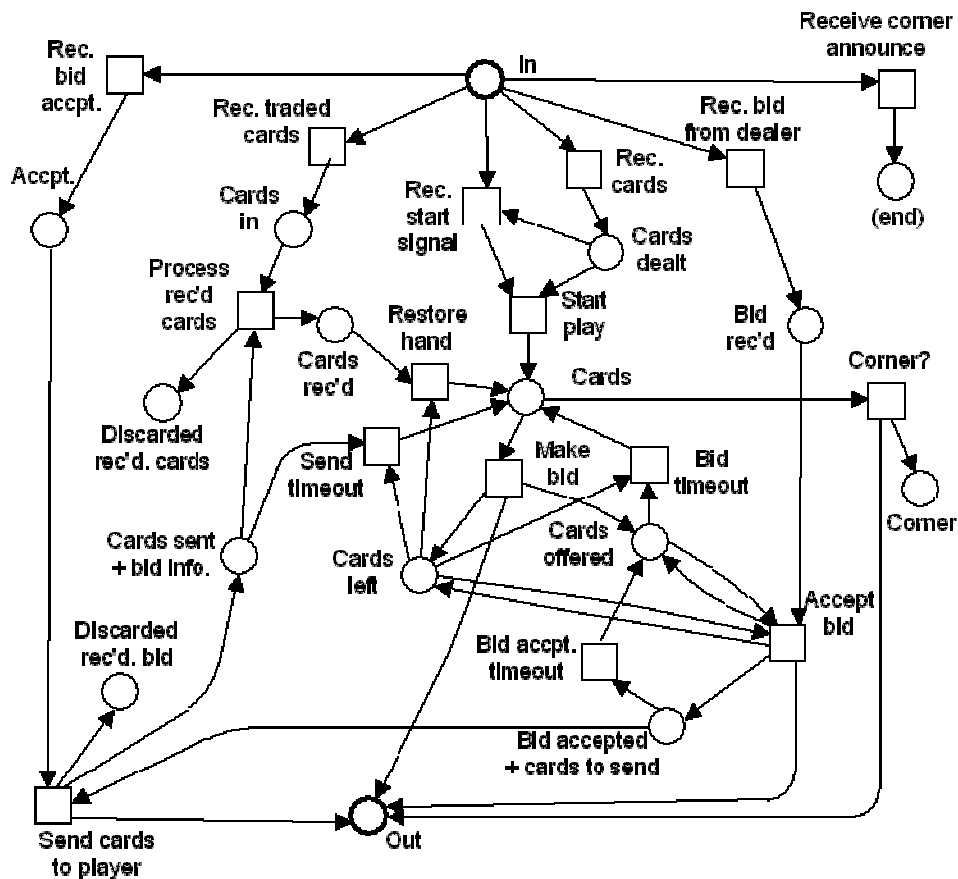 Receive corner
announce
Rec.
bid
accpt.
In
Rec. traded
cards
Rec. bid
from dealer
Rec.
cards
Accpt.
Cards
in
Rec.
start
signal
(end)
Cards
dealt
Process
rec'd
cards
Restore
hand
Start
play
Bid
rec'd
Cards
rec'd
Cards
Corner?
Discarded
rec'd. cards
Send
timeout
Make
bid
Bid
timeout
Corner
Cards sent
+ bid info.
Cards
left
Cards
offered
Accept
bid
Discarded
rec'd. bid
Bid accpt.
timeout
Bid accepted
+ cards to send
Send cards
to player
Out